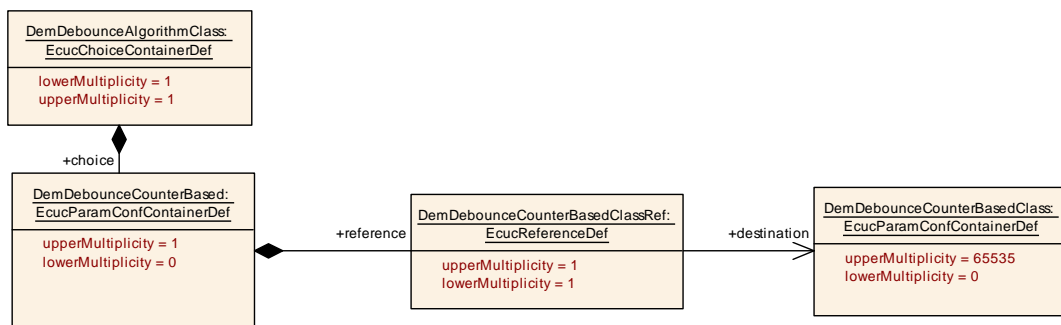 DemDebounceAlgorithmClass:
EcucChoiceContainerDef
lowerMultiplicity = 1
upperMultiplicity = 1
+choice
DemDebounceCounterBased:
EcucParamConfContainerDef
upperMultiplicity = 1
lowerMultiplicity = 0
+reference
DemDebounceCounterBasedClassRef:
EcucReferenceDef
upperMultiplicity = 1
lowerMultiplicity = 1
+destination
DemDebounceCounterBasedClass:
EcucParamConfContainerDef
upperMultiplicity = 65535
lowerMultiplicity = 0